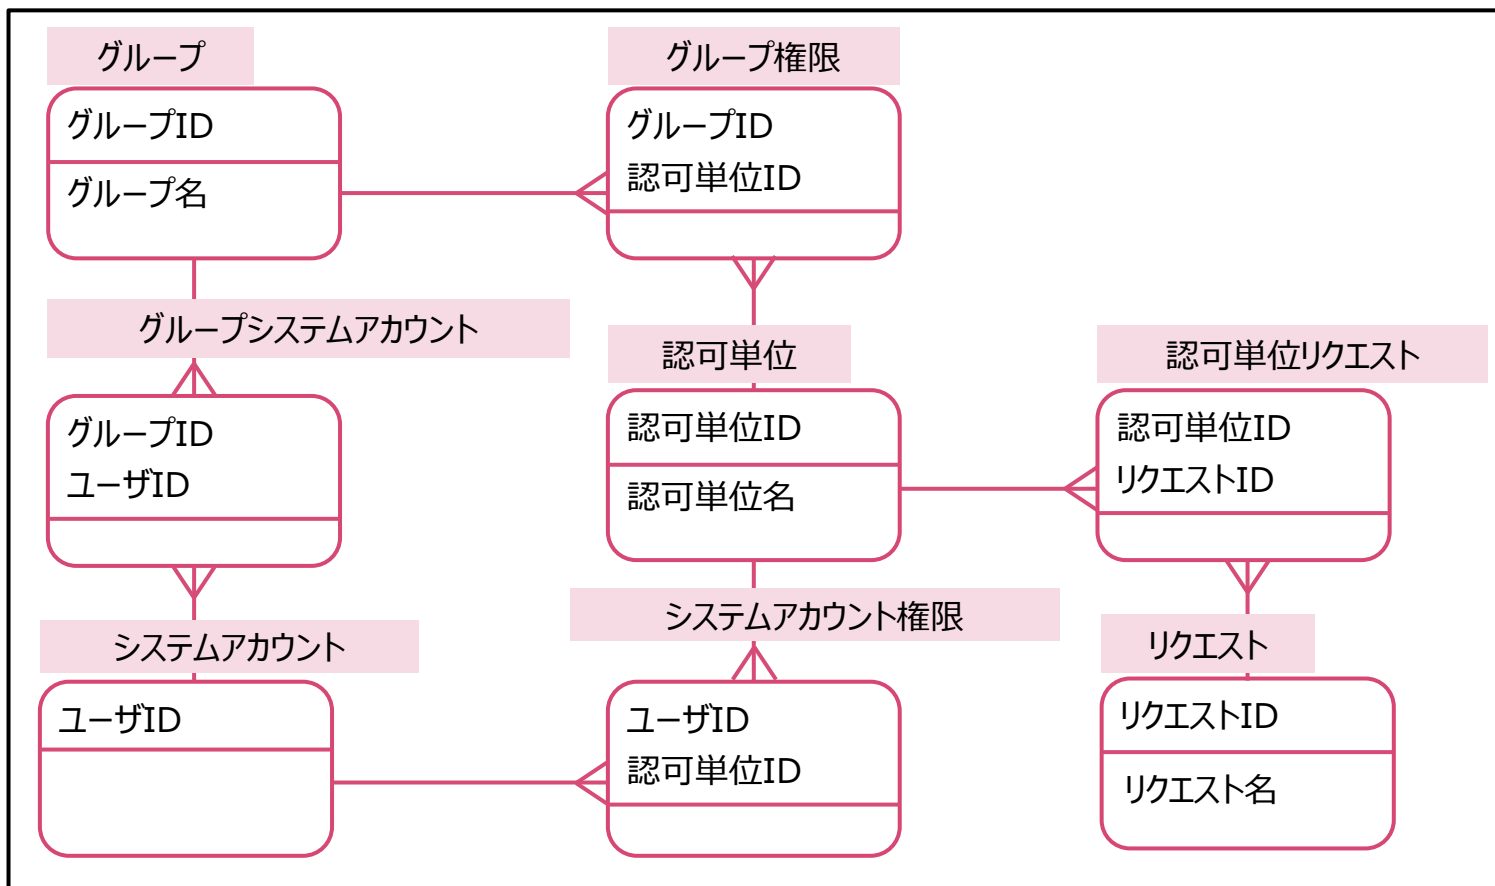 グループ
グループID
グループ名
グループ権限
グループID
認可単位ID
グループシステムアカウント
グループID
ユーザID
認可単位
認可単位ID
認可単位名
認可単位リクエスト
認可単位ID
リクエストID
システムアカウント
ユーザID
システムアカウント権限
ユーザID
認可単位ID
リクエスト
リクエストID
リクエスト名